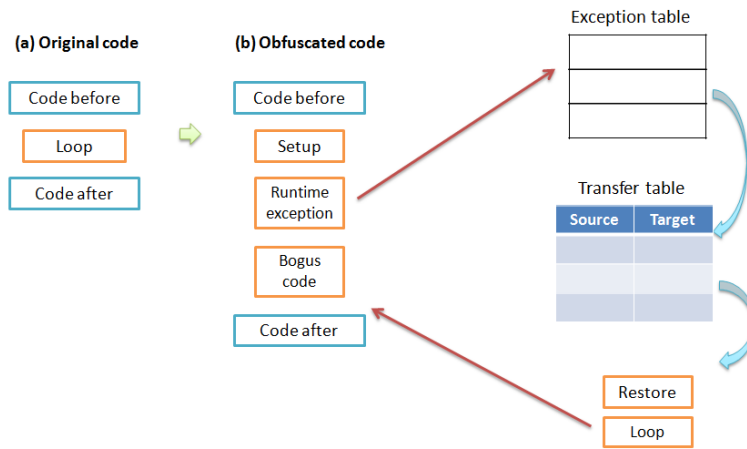 (a) Original code
Code before
Loop
Code after
(b) Obfuscated code
Code before
Setup
Runtime
exception
Bogus
code
Code after
Exception table
Transfer table
Source Target
Restore
Loop